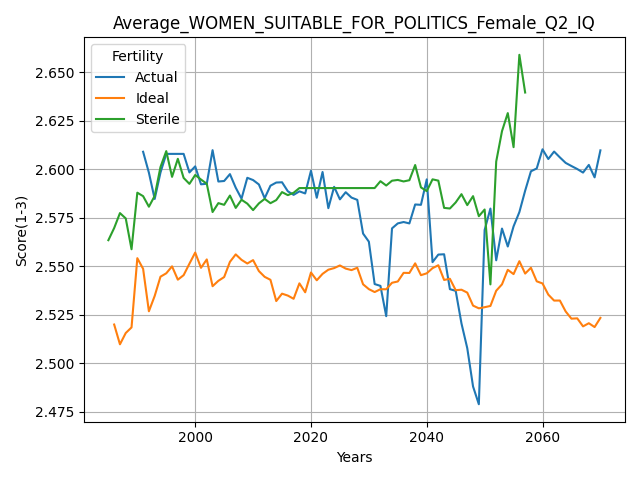 Average_WOMEN_SUITABLE_FOR_POLITICS_Female_Q2_IQ
Fertility
Actual
Ideal
Sterile
Score(1-3)
2.650
2.625
2.600
2.575
2.550
2.525
2.500
2.475
2000
2020
2040
2060
Years